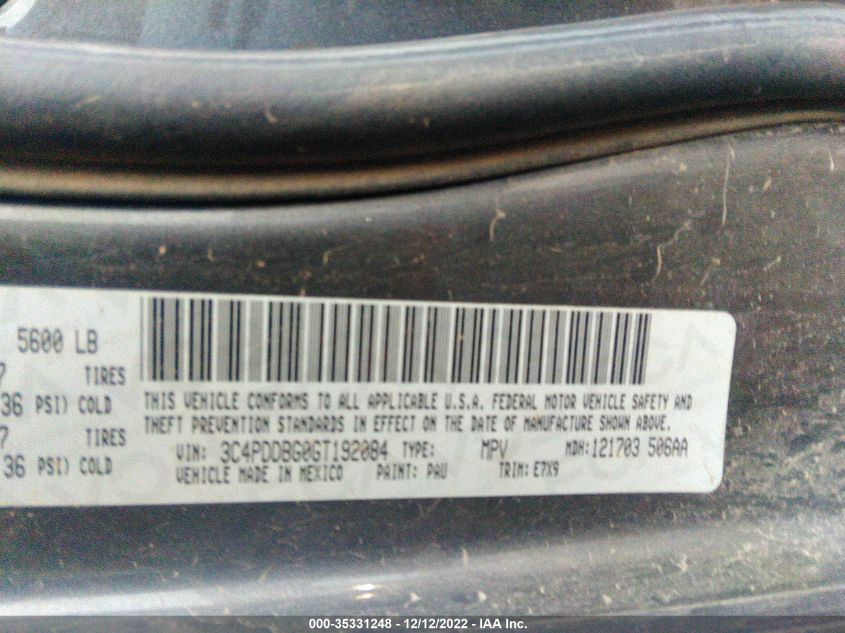 5600 LB
7 TIRES
36 PSI) COLD
7 TIRES
36 PSI) COLD
THIS VEHICLE CONFORMS TO ALL APPLICABLE U.S.A. FEDERAL MOTOR VEHICLE SAFETY AND
THEFT PREVENTION STANDARDS IN EFFECT ON THE DATE OF MANUFACTURE SHOWN ABOVE.
VIN: 3C4PDDBG0GT192084 TYPE: MPV MDH: 121703 506AA
VEHICLE MADE IN MEXICO PAINT: PAU TRIM: E7X9
000-35331248 - 12/12/2022 - IAA Inc.